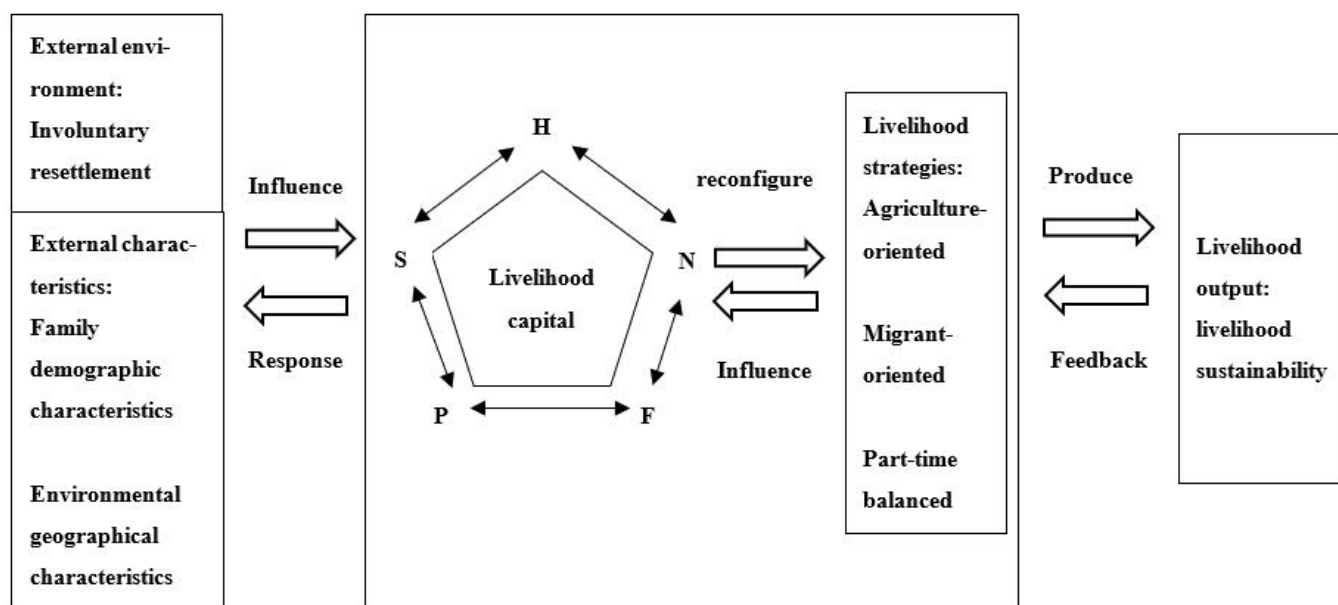 External envi-
ronment:
Involuntary
resettlement
External charac-
teristics:
Family
demographic
characteristics
Environmental
geographical
characteristics
Influence
Response
H
S
N
P
F
Livelihood
capital
reconfigure
Influence
Livelihood
strategies:
Agriculture-
oriented
Migrant-
oriented
Part-time
balanced
Produce
Feedback
Livelihood
output:
livelihood
sustainability